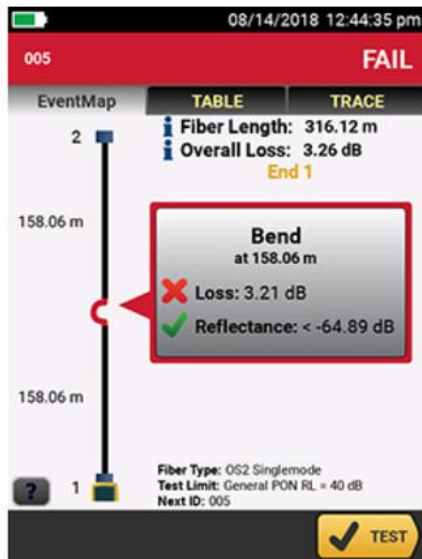 08/14/2018 12:44:35 pm
005 FAIL
EventMap TABLE TRACE
2
Fiber Length: 316.12 m
Overall Loss: 3.26 dB
End 1
158.06 m
Bend
at 158.06 m
Loss: 3.21 dB
Reflectance: < -64.89 dB
158.06 m
Fiber Type: OS2 Singlemode
Test Limit: General PON RL = 40 dB
Next ID: 005
? 1
TEST